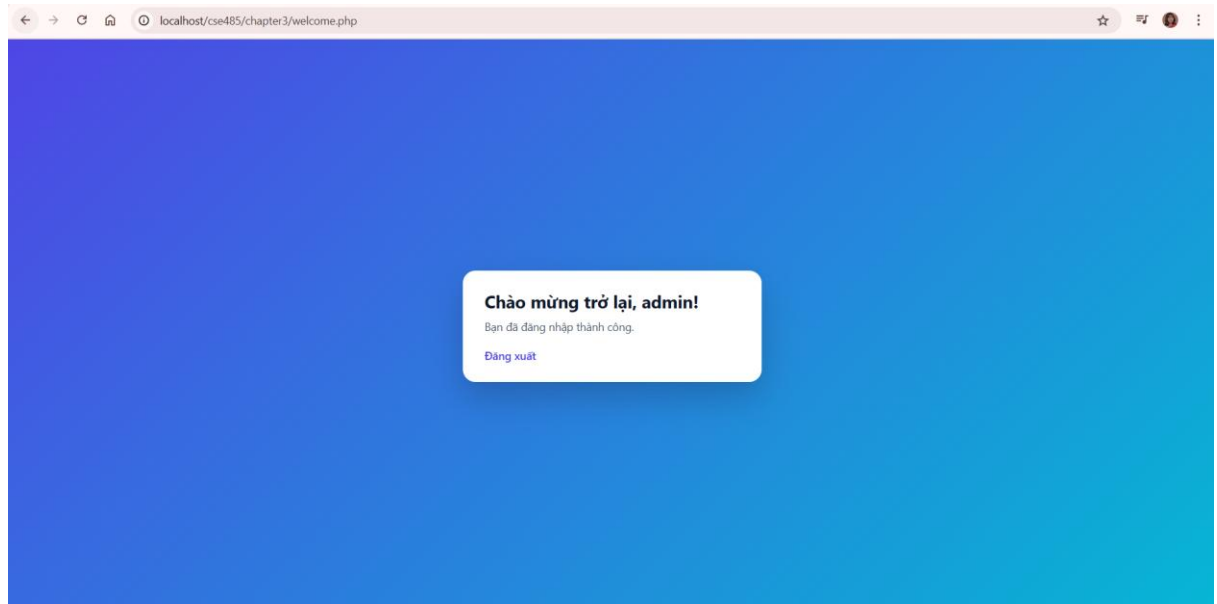 localhost/cse485/chapter3/welcome.php
Chào mừng trở lại, admin!
Bạn đã đăng nhập thành công.
Đăng xuất